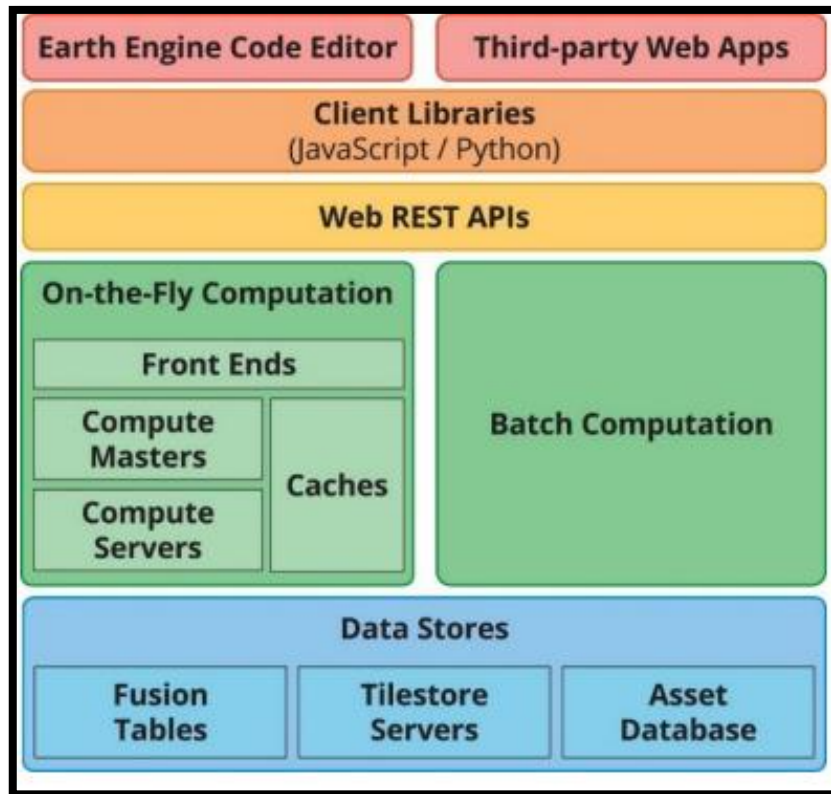 Earth Engine Code Editor
Third-party Web Apps
Client Libraries
(JavaScript / Python)
Web REST APIs
On-the-Fly Computation
Front Ends
Compute
Masters
Compute
Servers
Caches
Batch Computation
Data Stores
Fusion
Tables
Tilestore
Servers
Asset
Database